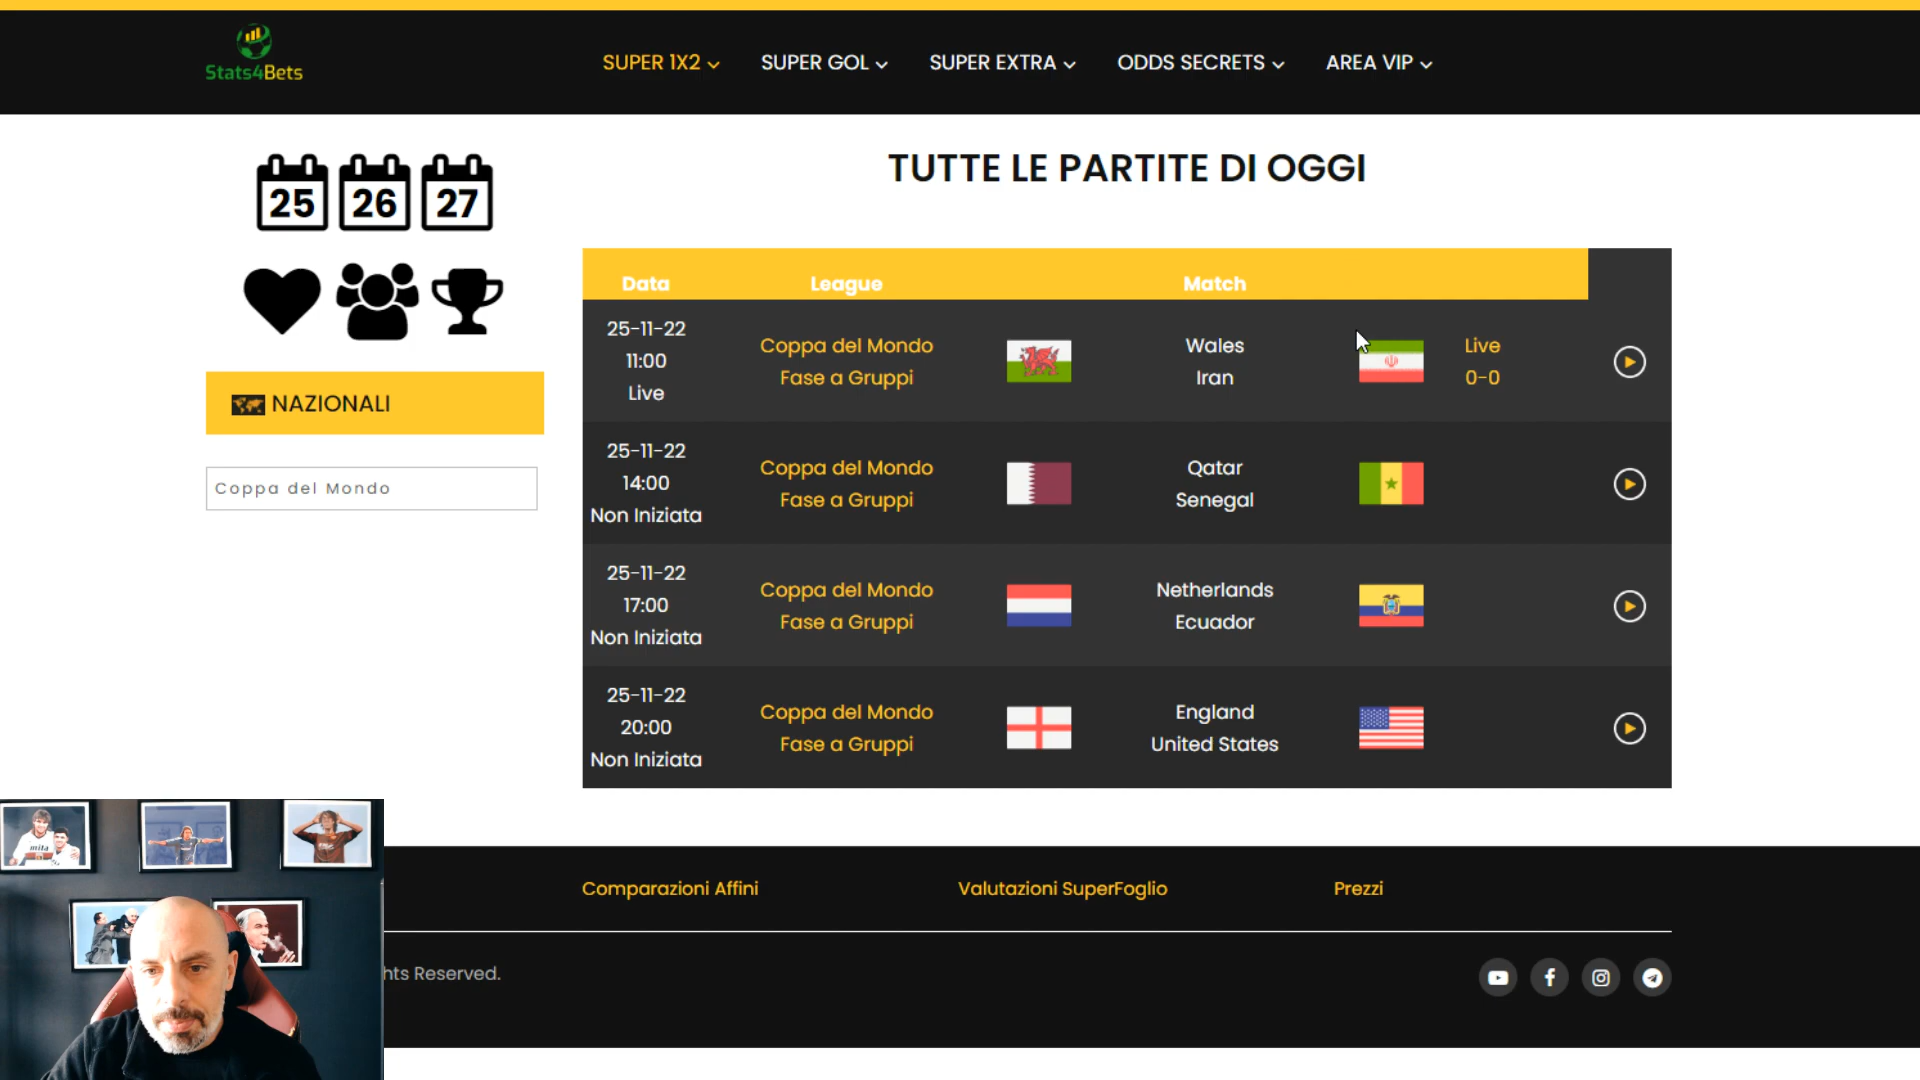 Stats4Bets
SUPER 1X2
SUPER GOL
SUPER EXTRA
ODDS SECRETS
AREA VIP
25
26
27
TUTTE LE PARTITE DI OGGI
NAZIONALI
Coppa del Mondo
Data
League
Match
25-11-22
11:00
Live
Coppa del Mondo
Fase a Gruppi
Wales
Iran
Live
0-0
25-11-22
14:00
Non Iniziata
Coppa del Mondo
Fase a Gruppi
Qatar
Senegal
25-11-22
17:00
Non Iniziata
Coppa del Mondo
Fase a Gruppi
Netherlands
Ecuador
25-11-22
20:00
Non Iniziata
Coppa del Mondo
Fase a Gruppi
England
United States
mita
Comparazioni Affini
Valutazioni SuperFoglio
Prezzi
hts Reserved.